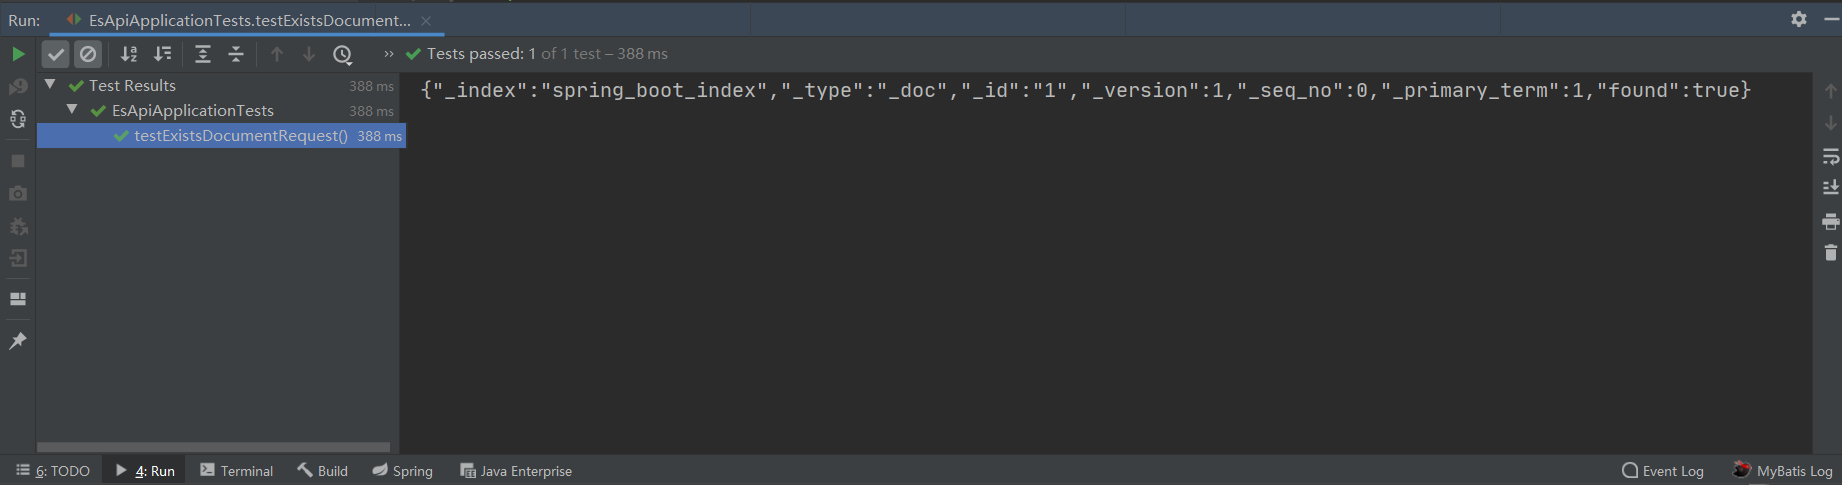 Run: EsApiApplicationTests.testExistsDocument... ×
» Tests passed: 1 of 1 test – 388 ms
Test Results 388 ms
EsApiApplicationTests 388 ms
testExistsDocumentRequest() 388 ms
{"_index":"spring_boot_index","_type":"_doc","_id":"1","_version":1,"_seq_no":0,"_primary_term":1,"found":true}
6: TODO 4: Run Terminal Build Spring Java Enterprise Event Log MyBatis Log